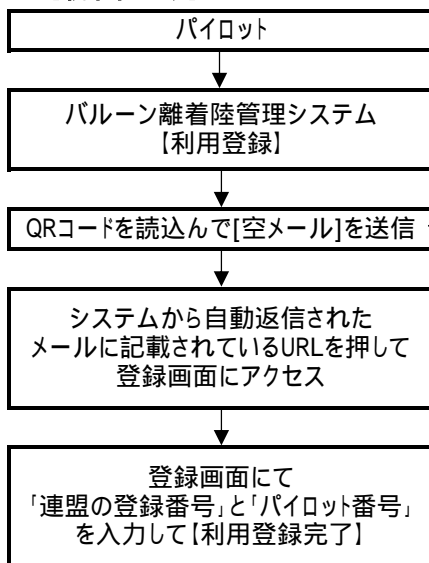 パイロット
バルーン離着陸管理システム
【利用登録】
QRコードを読込んで[空メール]を送信
システムから自動返信された
メールに記載されているURLを押して
登録画面にアクセス
登録画面にて
「連盟の登録番号」と「パイロット番号」
を入力して【利用登録完了】